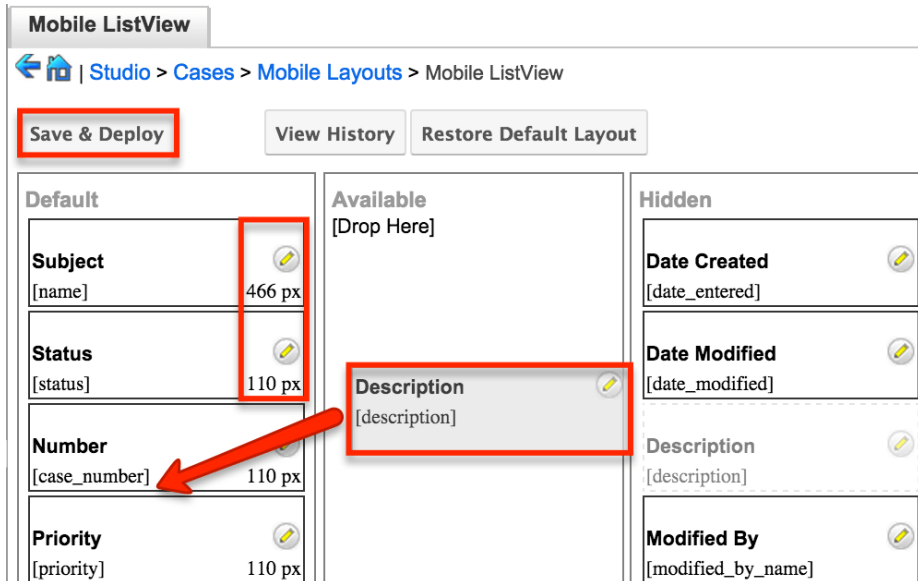 Mobile ListView
| Studio > Cases > Mobile Layouts > Mobile ListView
Save & Deploy
View History
Restore Default Layout
Default
Subject
[name] 466 px
Status
[status] 110 px
Number
[case_number] 110 px
Priority
[priority] 110 px
Available
[Drop Here]
Description
[description]
Hidden
Date Created
[date_entered]
Date Modified
[date_modified]
Description
[description]
Modified By
[modified_by_name]